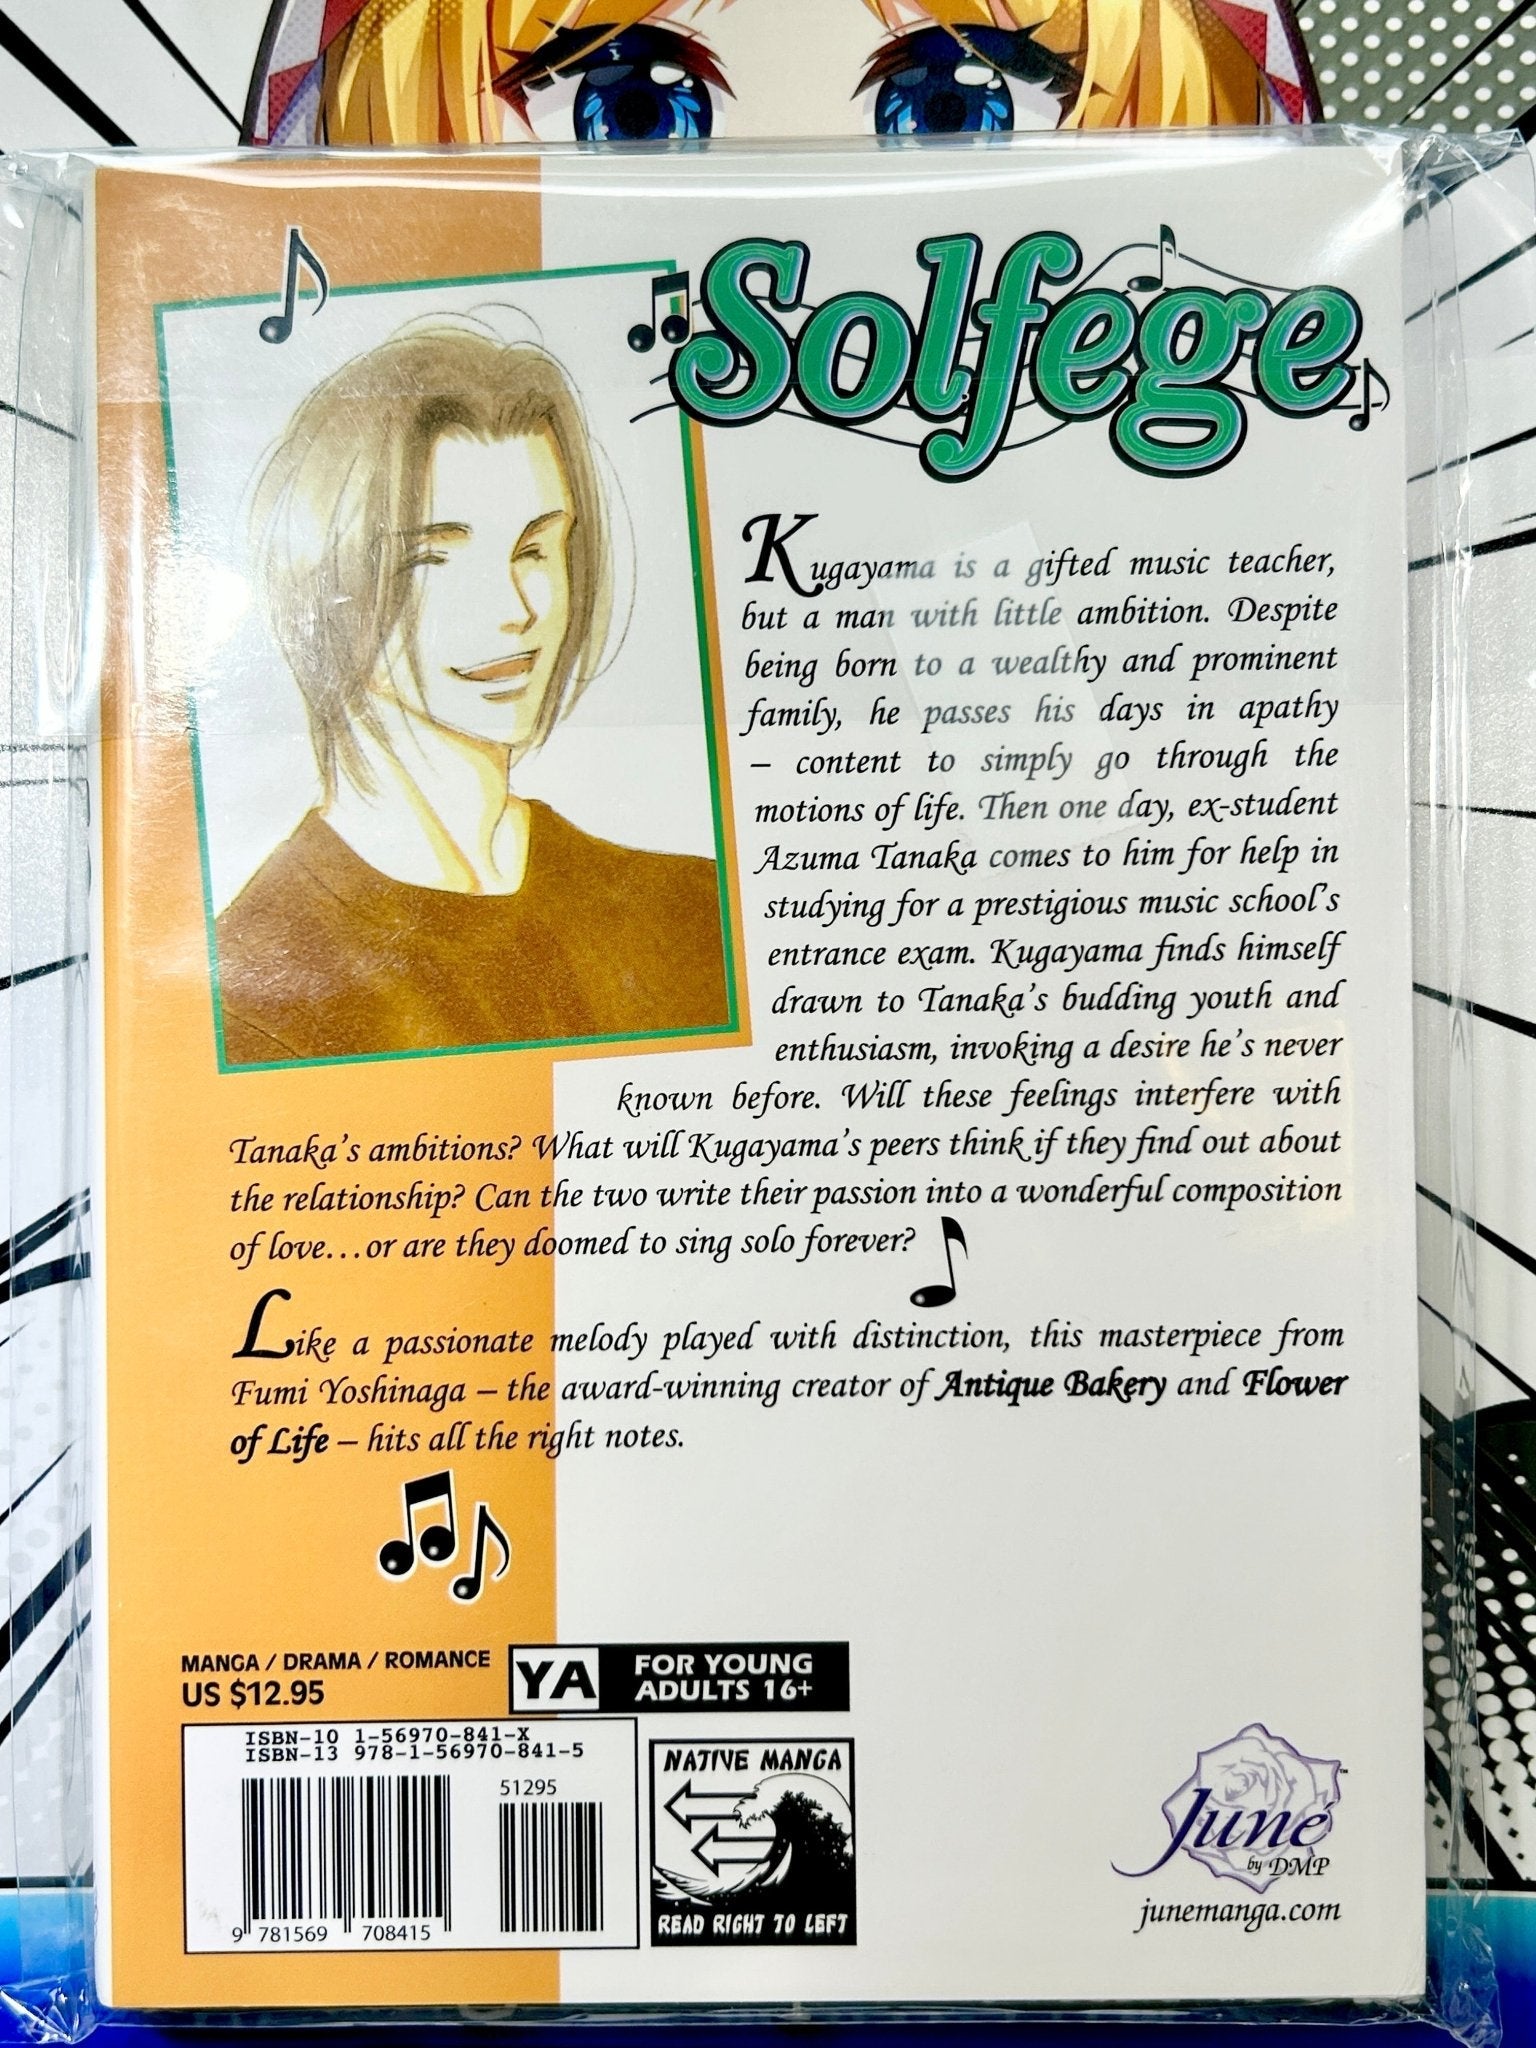 Solfege
Kugayama is a gifted music teacher,
but a man with little ambition. Despite
being born to a wealthy and prominent
family, he passes his days in apathy
– content to simply go through the
motions of life. Then one day, ex-student
Azuma Tanaka comes to him for help in
studying for a prestigious music school's
entrance exam. Kugayama finds himself
drawn to Tanaka's budding youth and
enthusiasm, invoking a desire he's never
known before. Will these feelings interfere with
Tanaka's ambitions? What will Kugayama's peers think if they find out about
the relationship? Can the two write their passion into a wonderful composition
of love...or are they doomed to sing solo forever?
Like a passionate melody played with distinction, this masterpiece from
Fumi Yoshinaga – the award-winning creator of Antique Bakery and Flower
of Life – hits all the right notes.
MANGA / DRAMA / ROMANCE
US $12.95
YA
FOR YOUNG
ADULTS 16+
ISBN-10 1-56970-841-X
ISBN-13 978-1-56970-841-5
51295
9 781569 708415
NATIVE MANGA
READ RIGHT TO LEFT
Juné™
by DMP
junemanga.com